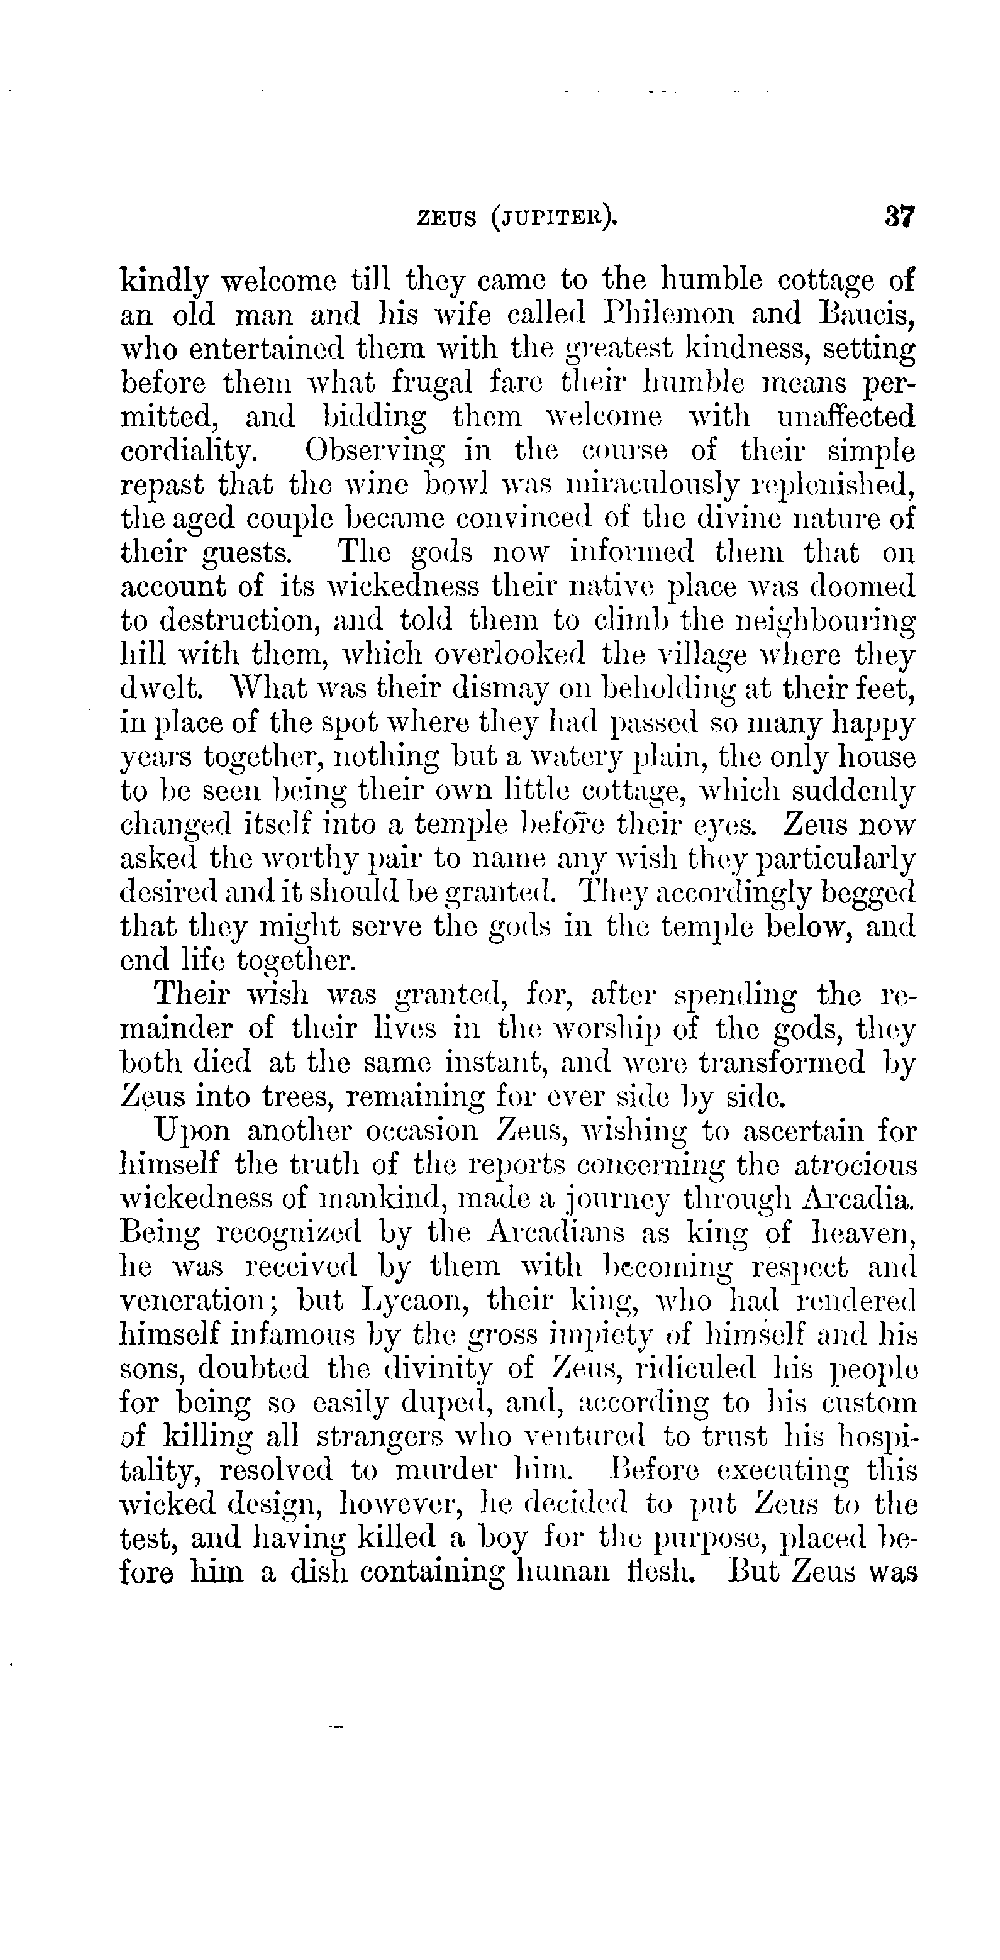 ZEUS (JUPITER). 37
kindly welcome till they came to the humble cottage of
an old man and his wife called Philemon and Baucis,
who entertained them with the greatest kindness, setting
before them what frugal fare their humble means per-
mitted, and bidding them welcome with unaffected
cordiality. Observing in the course of their simple
repast that the wine bowl was miraculously replenished,
the aged couple became convinced of the divine nature of
their guests. The gods now informed them that on
account of its wickedness their native place was doomed
to destruction, and told them to climb the neighbouring
hill with them, which overlooked the village where they
dwelt. What was their dismay on beholding at their feet,
in place of the spot where they had passed so many happy
years together, nothing but a watery plain, the only house
to be seen being their own little cottage, which suddenly
changed itself into a temple before their eyes. Zeus now
asked the worthy pair to name any wish they particularly
desired and it should be granted. They accordingly begged
that they might serve the gods in the temple below, and
end life together.
Their wish was granted, for, after spending the re-
mainder of their lives in the worship of the gods, they
both died at the same instant, and were transformed by
Zeus into trees, remaining for ever side by side.
Upon another occasion Zeus, wishing to ascertain for
himself the truth of the reports concerning the atrocious
wickedness of mankind, made a journey through Arcadia.
Being recognized by the Arcadians as king of heaven,
he was received by them with becoming respect and
veneration; but Lycaon, their king, who had rendered
himself infamous by the gross impiety of himself and his
sons, doubted the divinity of Zeus, ridiculed his people
for being so easily duped, and, according to his custom
of killing all strangers who ventured to trust his hospi-
tality, resolved to murder him. Before executing this
wicked design, however, he decided to put Zeus to the
test, and having killed a boy for the purpose, placed be-
fore him a dish containing human flesh. But Zeus was